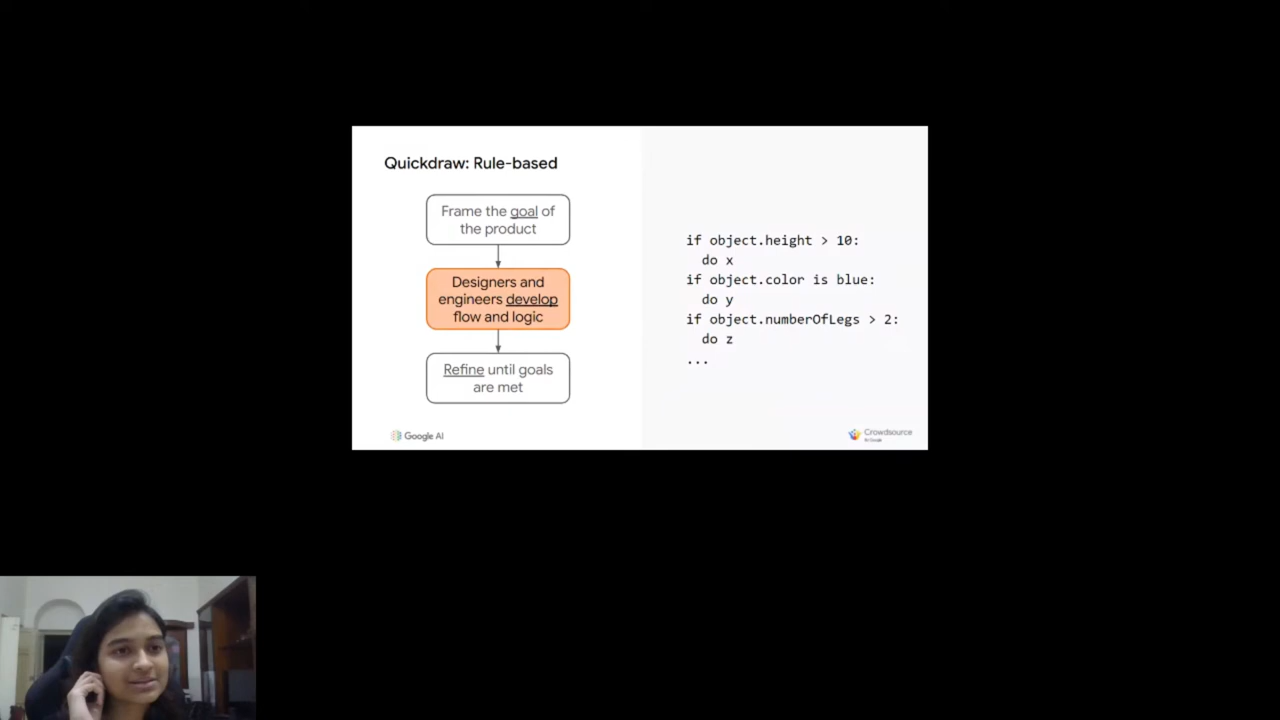 Quickdraw: Rule-based
Frame the goal of
the product
Designers and
engineers develop
flow and logic
Refine until goals
are met
if object.height > 10:
do x
if object.color is blue:
do y
if object.numberOfLegs > 2:
do z
...
Google AI
Crowdsource